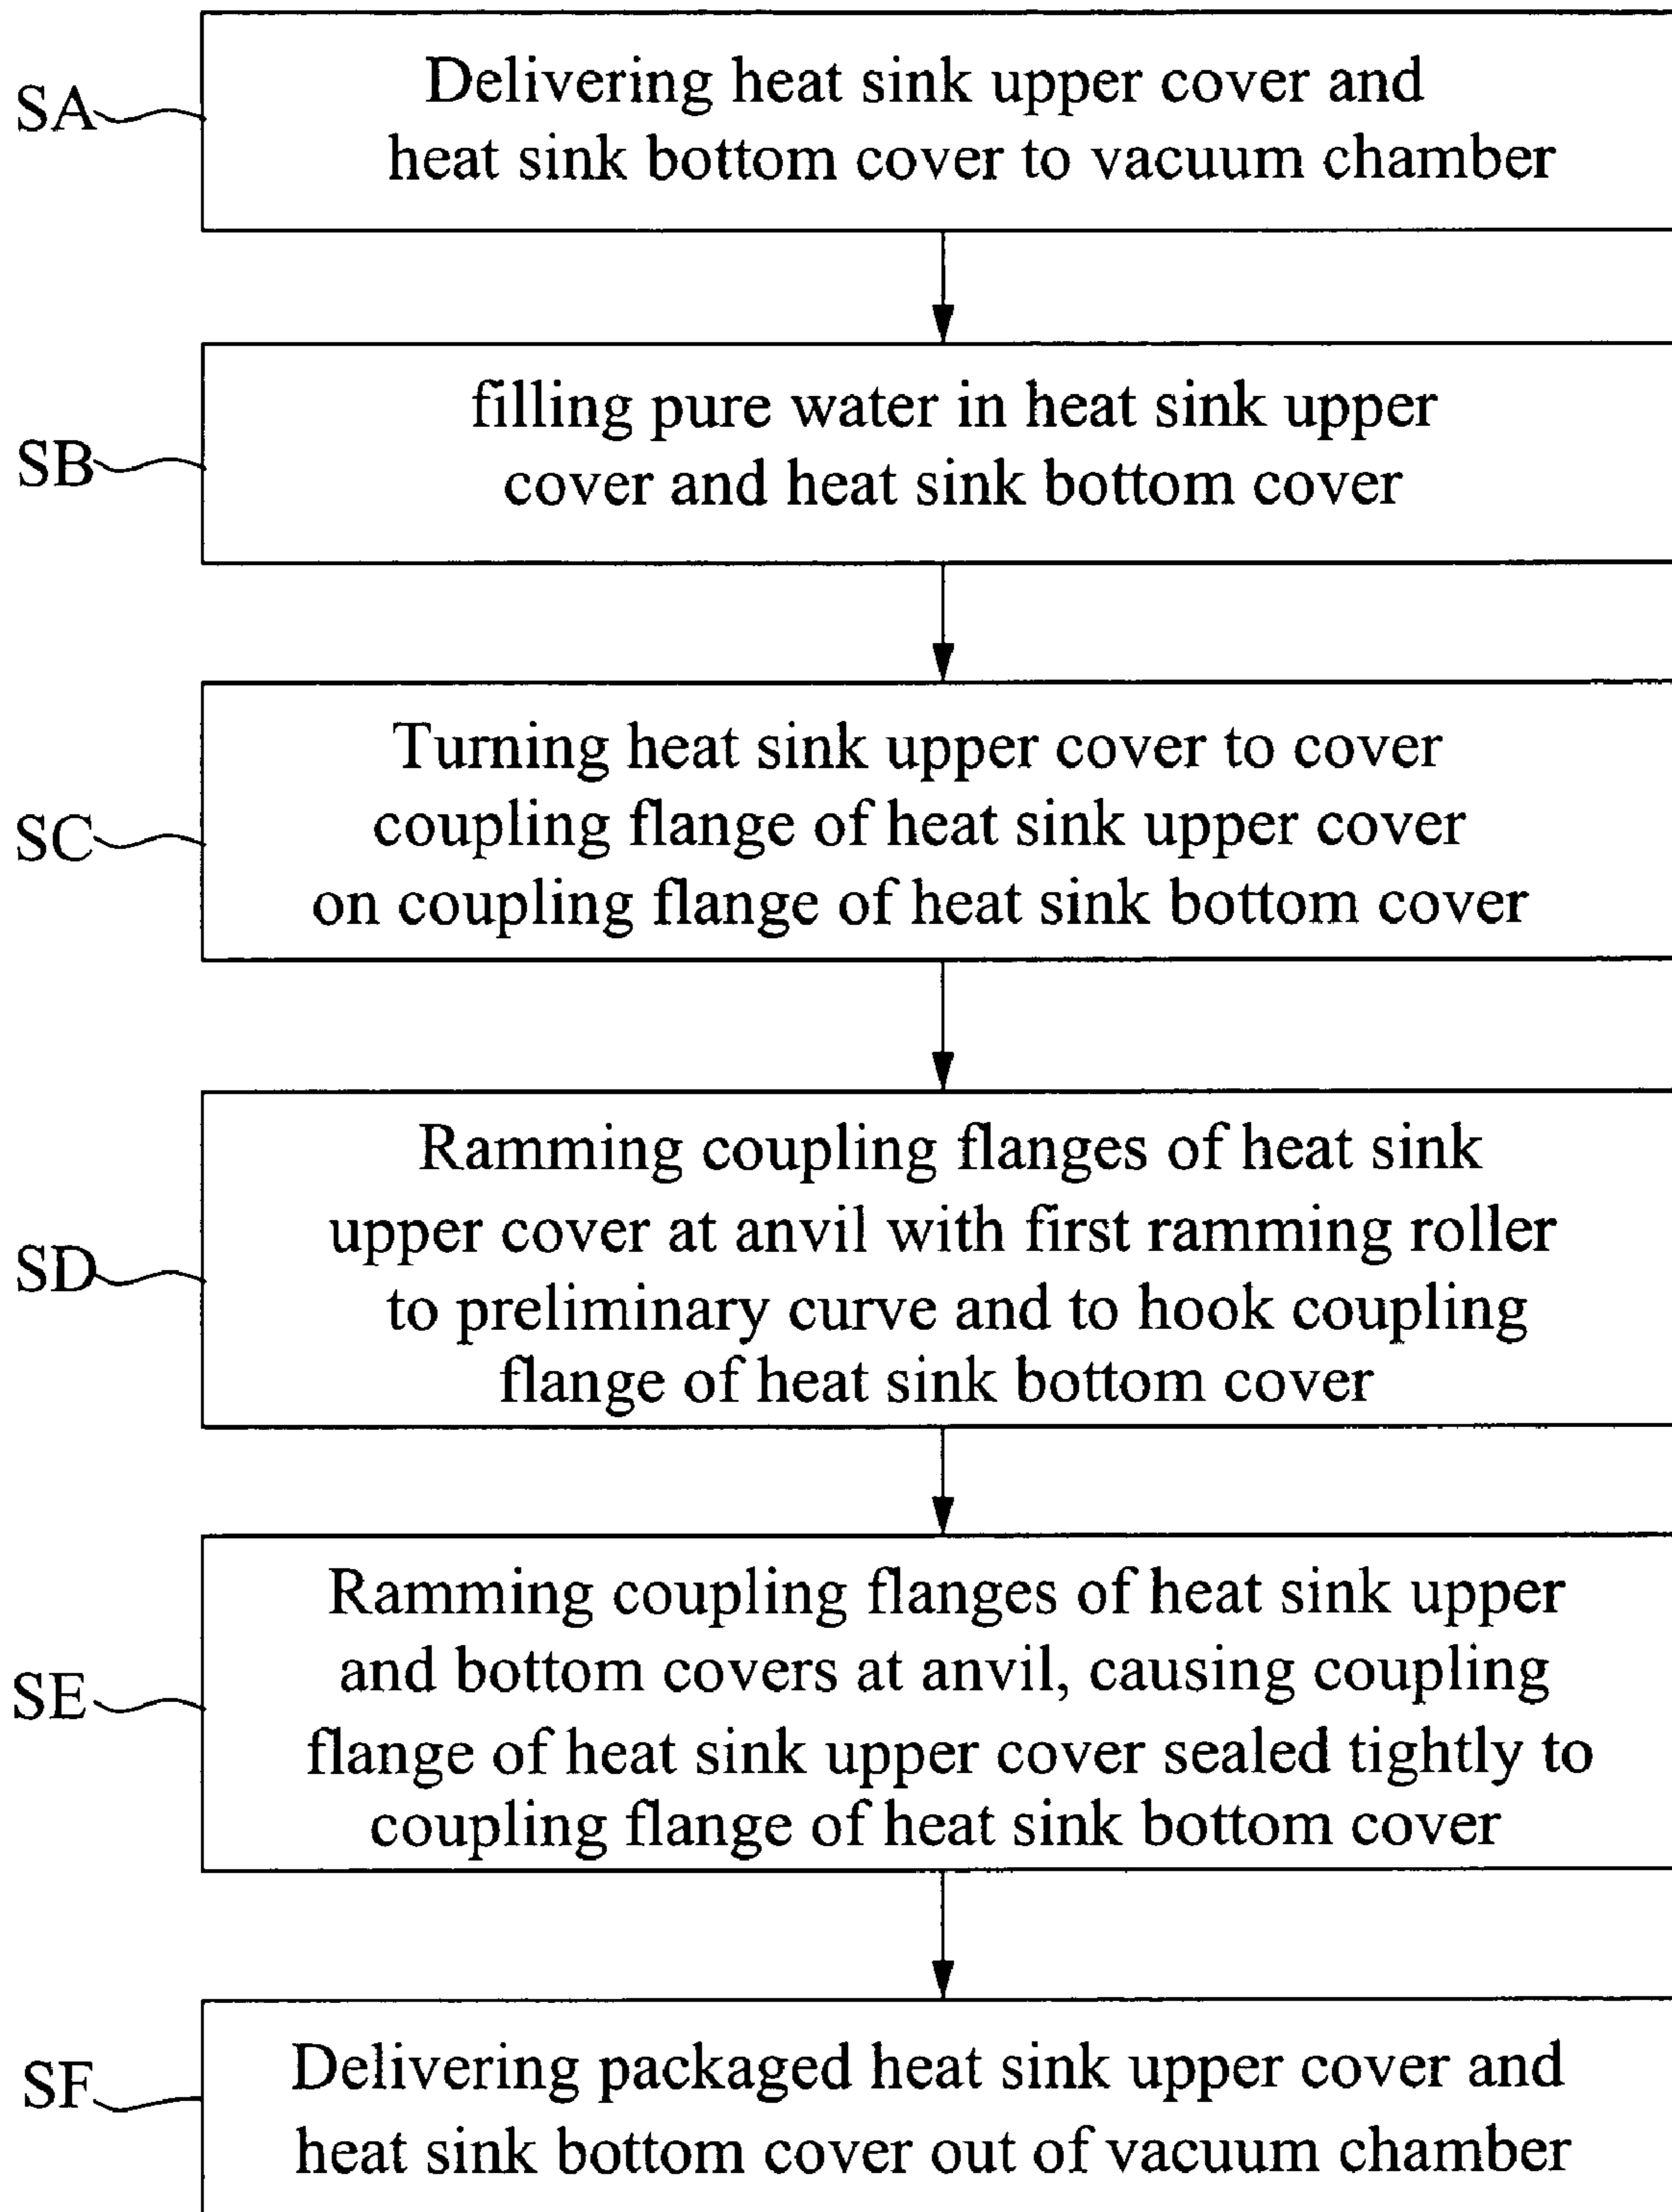 SA
Delivering heat sink upper cover and
heat sink bottom cover to vacuum chamber
SB
filling pure water in heat sink upper
cover and heat sink bottom cover
SC
Turning heat sink upper cover to cover
coupling flange of heat sink upper cover
on coupling flange of heat sink bottom cover
SD
Ramming coupling flanges of heat sink
upper cover at anvil with first ramming roller
to preliminary curve and to hook coupling
flange of heat sink bottom cover
SE
Ramming coupling flanges of heat sink upper
and bottom covers at anvil, causing coupling
flange of heat sink upper cover sealed tightly to
coupling flange of heat sink bottom cover
SF
Delivering packaged heat sink upper cover and
heat sink bottom cover out of vacuum chamber